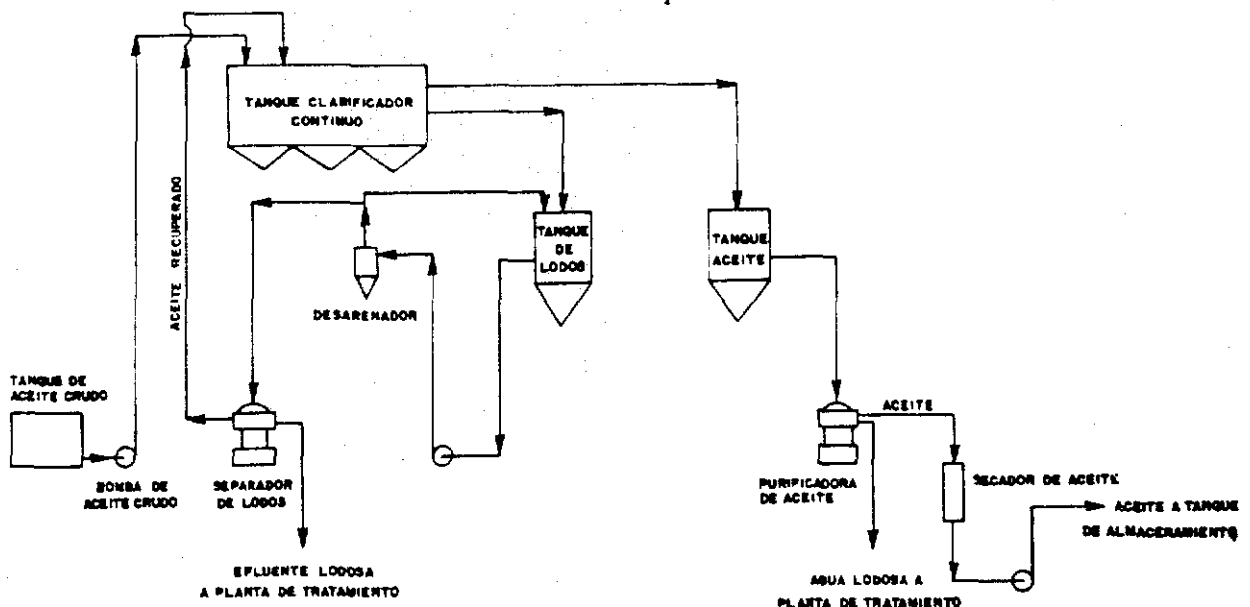 TANQUE CLARIFICADOR
CONTINUO
ACEITE RECUPERADO
TANQUE
DE
LODOS
TANQUE
ACEITE
DESARENADOR
TANQUE DE
ACEITE CRUDO
ACEITE
BOMBA DE
ACEITE CRUDO
SEPARADOR
DE LODOS
PURIFICADORA
DE ACEITE
SECADOR DE ACEITE
ACEITE A TANQUE
DE ALMACENAMIENTO
EFLUENTE LODOSA
A PLANTA DE TRATAMIENTO
AGUA LODOSA A
PLANTA DE TRATAMIENTO